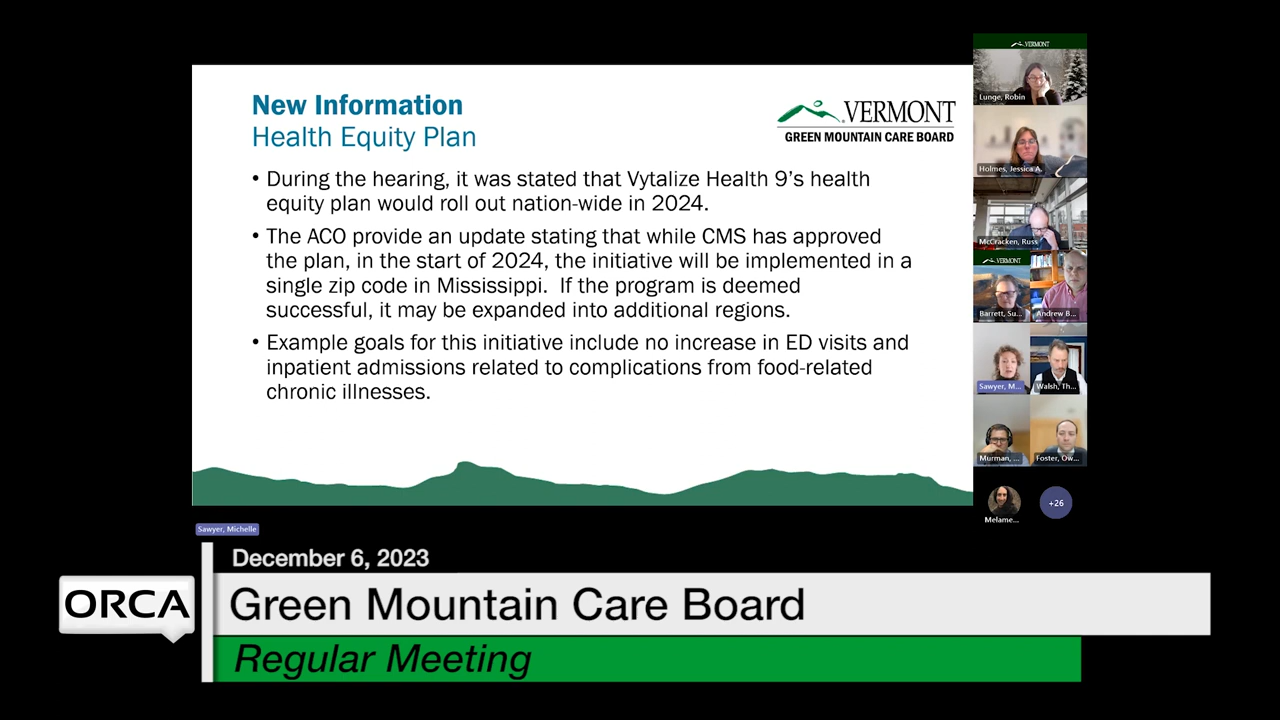 New Information
Health Equity Plan
VERMONT
GREEN MOUNTAIN CARE BOARD
• During the hearing, it was stated that Vytalize Health 9's health
equity plan would roll out nation-wide in 2024.
• The ACO provide an update stating that while CMS has approved
the plan, in the start of 2024, the initiative will be implemented in a
single zip code in Mississippi. If the program is deemed
successful, it may be expanded into additional regions.
• Example goals for this initiative include no increase in ED visits and
inpatient admissions related to complications from food-related
chronic illnesses.
VERMONT
Lunge, Robin
Holmes, Jessica A.
McCracken, Russ
VERMONT
Barrett, Su...
Andrew B...
Sawyer, M...
Walsh, Th...
Murman, ...
Foster, Ow...
Melame...
+26
Sawyer, Michelle
December 6, 2023
ORCA
Green Mountain Care Board
Regular Meeting